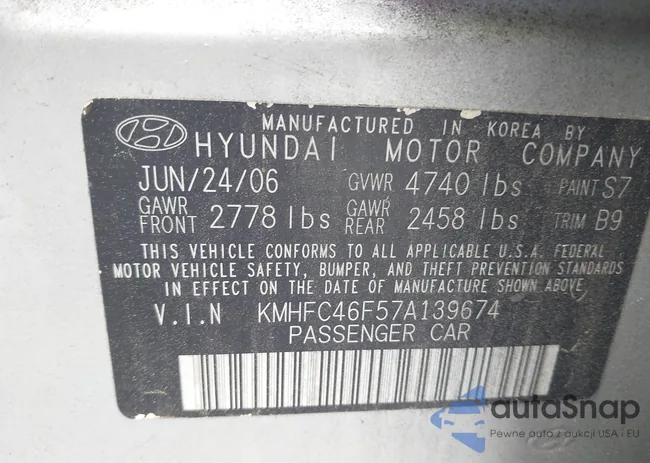 MANUFACTURED IN KOREA BY
HYUNDAI MOTOR COMPANY
JUN/24/06 GVWR 4740 lbs PAINT S7
GAWR FRONT 2778 lbs GAWR REAR 2458 lbs TRIM B9
THIS VEHICLE CONFORMS TO ALL APPLICABLE U.S.A. FEDERAL
MOTOR VEHICLE SAFETY, BUMPER, AND THEFT PREVENTION STANDARDS
IN EFFECT ON THE DATE OF MANUFACTURE SHOWN ABOVE
V.I.N KMHFC46F57A139674
PASSENGER CAR
autoSnap
Pewne auto z aukcji USA i EU